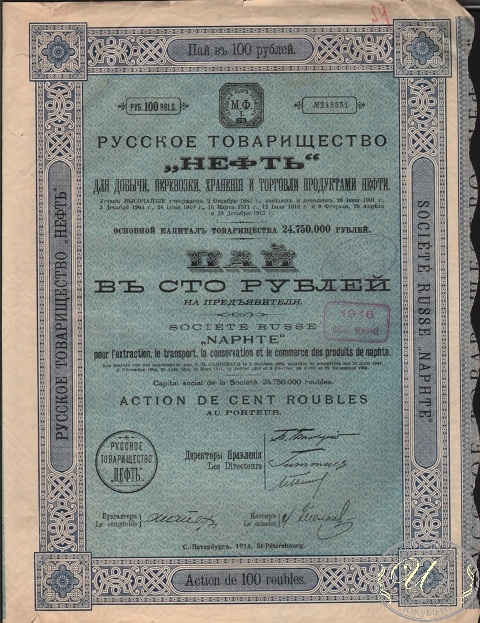 54
Пай въ 100 рублей.
РУБ. 100 RBLS.
М.Ф.
№245551
РУССКОЕ ТОВАРИЩЕСТВО
„НЕФТЬ“
ДЛЯ ДОБЫЧИ, ПЕРЕВОЗКИ, ХРАНЕНІЯ И ТОРГОВЛИ ПРОДУКТАМИ НЕФТИ.
ОСНОВНОЙ КАПИТАЛЪ ТОВАРИЩЕСТВА 24.750.000 РУБЛЕЙ.
ПАЙ
ВЪ СТО РУБЛЕЙ
НА ПРЕДЪЯВИТЕЛЯ.
1916
SOCIÉTÉ RUSSE
„NAPHTE“
pour l'extraction, le transport, la conservation et le commerce des produits de naphte.
Capital social de la Société 24.750.000 roubles.
ACTION DE CENT ROUBLES
AU PORTEUR.
РУССКОЕ
ТОВАРИЩЕСТВО
„НЕФТЬ“
Директоры Правленія
Les Directeurs
Бухгалтеръ
Le comptable
Кассиръ
Le caissier
С.-Петербургъ, 1914, St-Pétersbourg.
Action de 100 roubles.
РУССКОЕ ТОВАРИЩЕСТВО „НЕФТЬ“
SOCIÉTÉ RUSSE „NAPHTE“